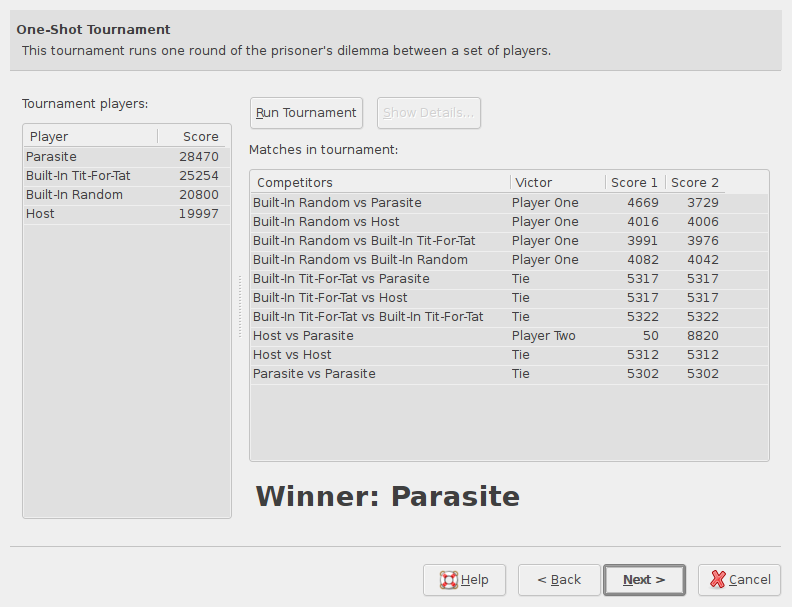 One-Shot Tournament
This tournament runs one round of the prisoner's dilemma between a set of players.
Tournament players:
Player Score
Parasite 28470
Built-In Tit-For-Tat 25254
Built-In Random 20800
Host 19997
Run Tournament Show Details...
Matches in tournament:
Competitors Victor Score 1 Score 2
Built-In Random vs Parasite Player One 4669 3729
Built-In Random vs Host Player One 4016 4006
Built-In Random vs Built-In Tit-For-Tat Player One 3991 3976
Built-In Random vs Built-In Random Player One 4082 4042
Built-In Tit-For-Tat vs Parasite Tie 5317 5317
Built-In Tit-For-Tat vs Host Tie 5317 5317
Built-In Tit-For-Tat vs Built-In Tit-For-Tat Tie 5322 5322
Host vs Parasite Player Two 50 8820
Host vs Host Tie 5312 5312
Parasite vs Parasite Tie 5302 5302
Winner: Parasite
Help < Back Next > Cancel